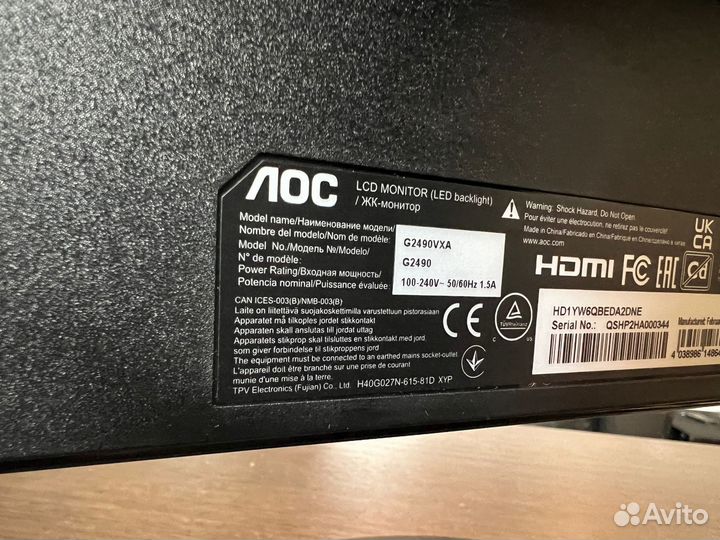 AOC
LCD MONITOR (LED backlight)
/ ЖК-монитор
Model name/Наименование модели/
Nombre del modelo/Nom de modèle:
G2490VXA
Model No./Модель №/Modelo/
N° de modèle:
G2490
Power Rating/Входная мощность/
Potencia nominal/Puissance évaluée:
100-240V~ 50/60Hz 1.5A
CAN ICES-003(B)/NMB-003(B)
Laite on liitettävä suojakoskettimilla varustettuun pistorasiaan
Apparatet må tilkoples jordet stikkontakt
Apparaten skall anslutas till jordat uttag
Apparatets stikprop skal tilsluttes en stikkontakt med jord, som
giver forbindelse til stikproppens jord
The equipment must be connected to an earthed mains socket-outlet
L'appareil doit être branché sur une prise de courant
munie d'une mise à la terre.
TPV Electronics (Fujian) Co., Ltd.
H40G027N-615-81D XYP
CE
TÜVRheinland
Warning: Shock Hazard, Do Not Open.
Pour éviter une électrocution, ne retirez pas le couvercle!
Made in China/Fabricado en China/Fabriqué en Chine/Сделано в Китае
www.aoc.com
UK
CA
HDMI FC EAC
HD1YW6QBEDA2DNE
Serial No.: QSHP2HA000344
Manufactured:
4 038986
Avito